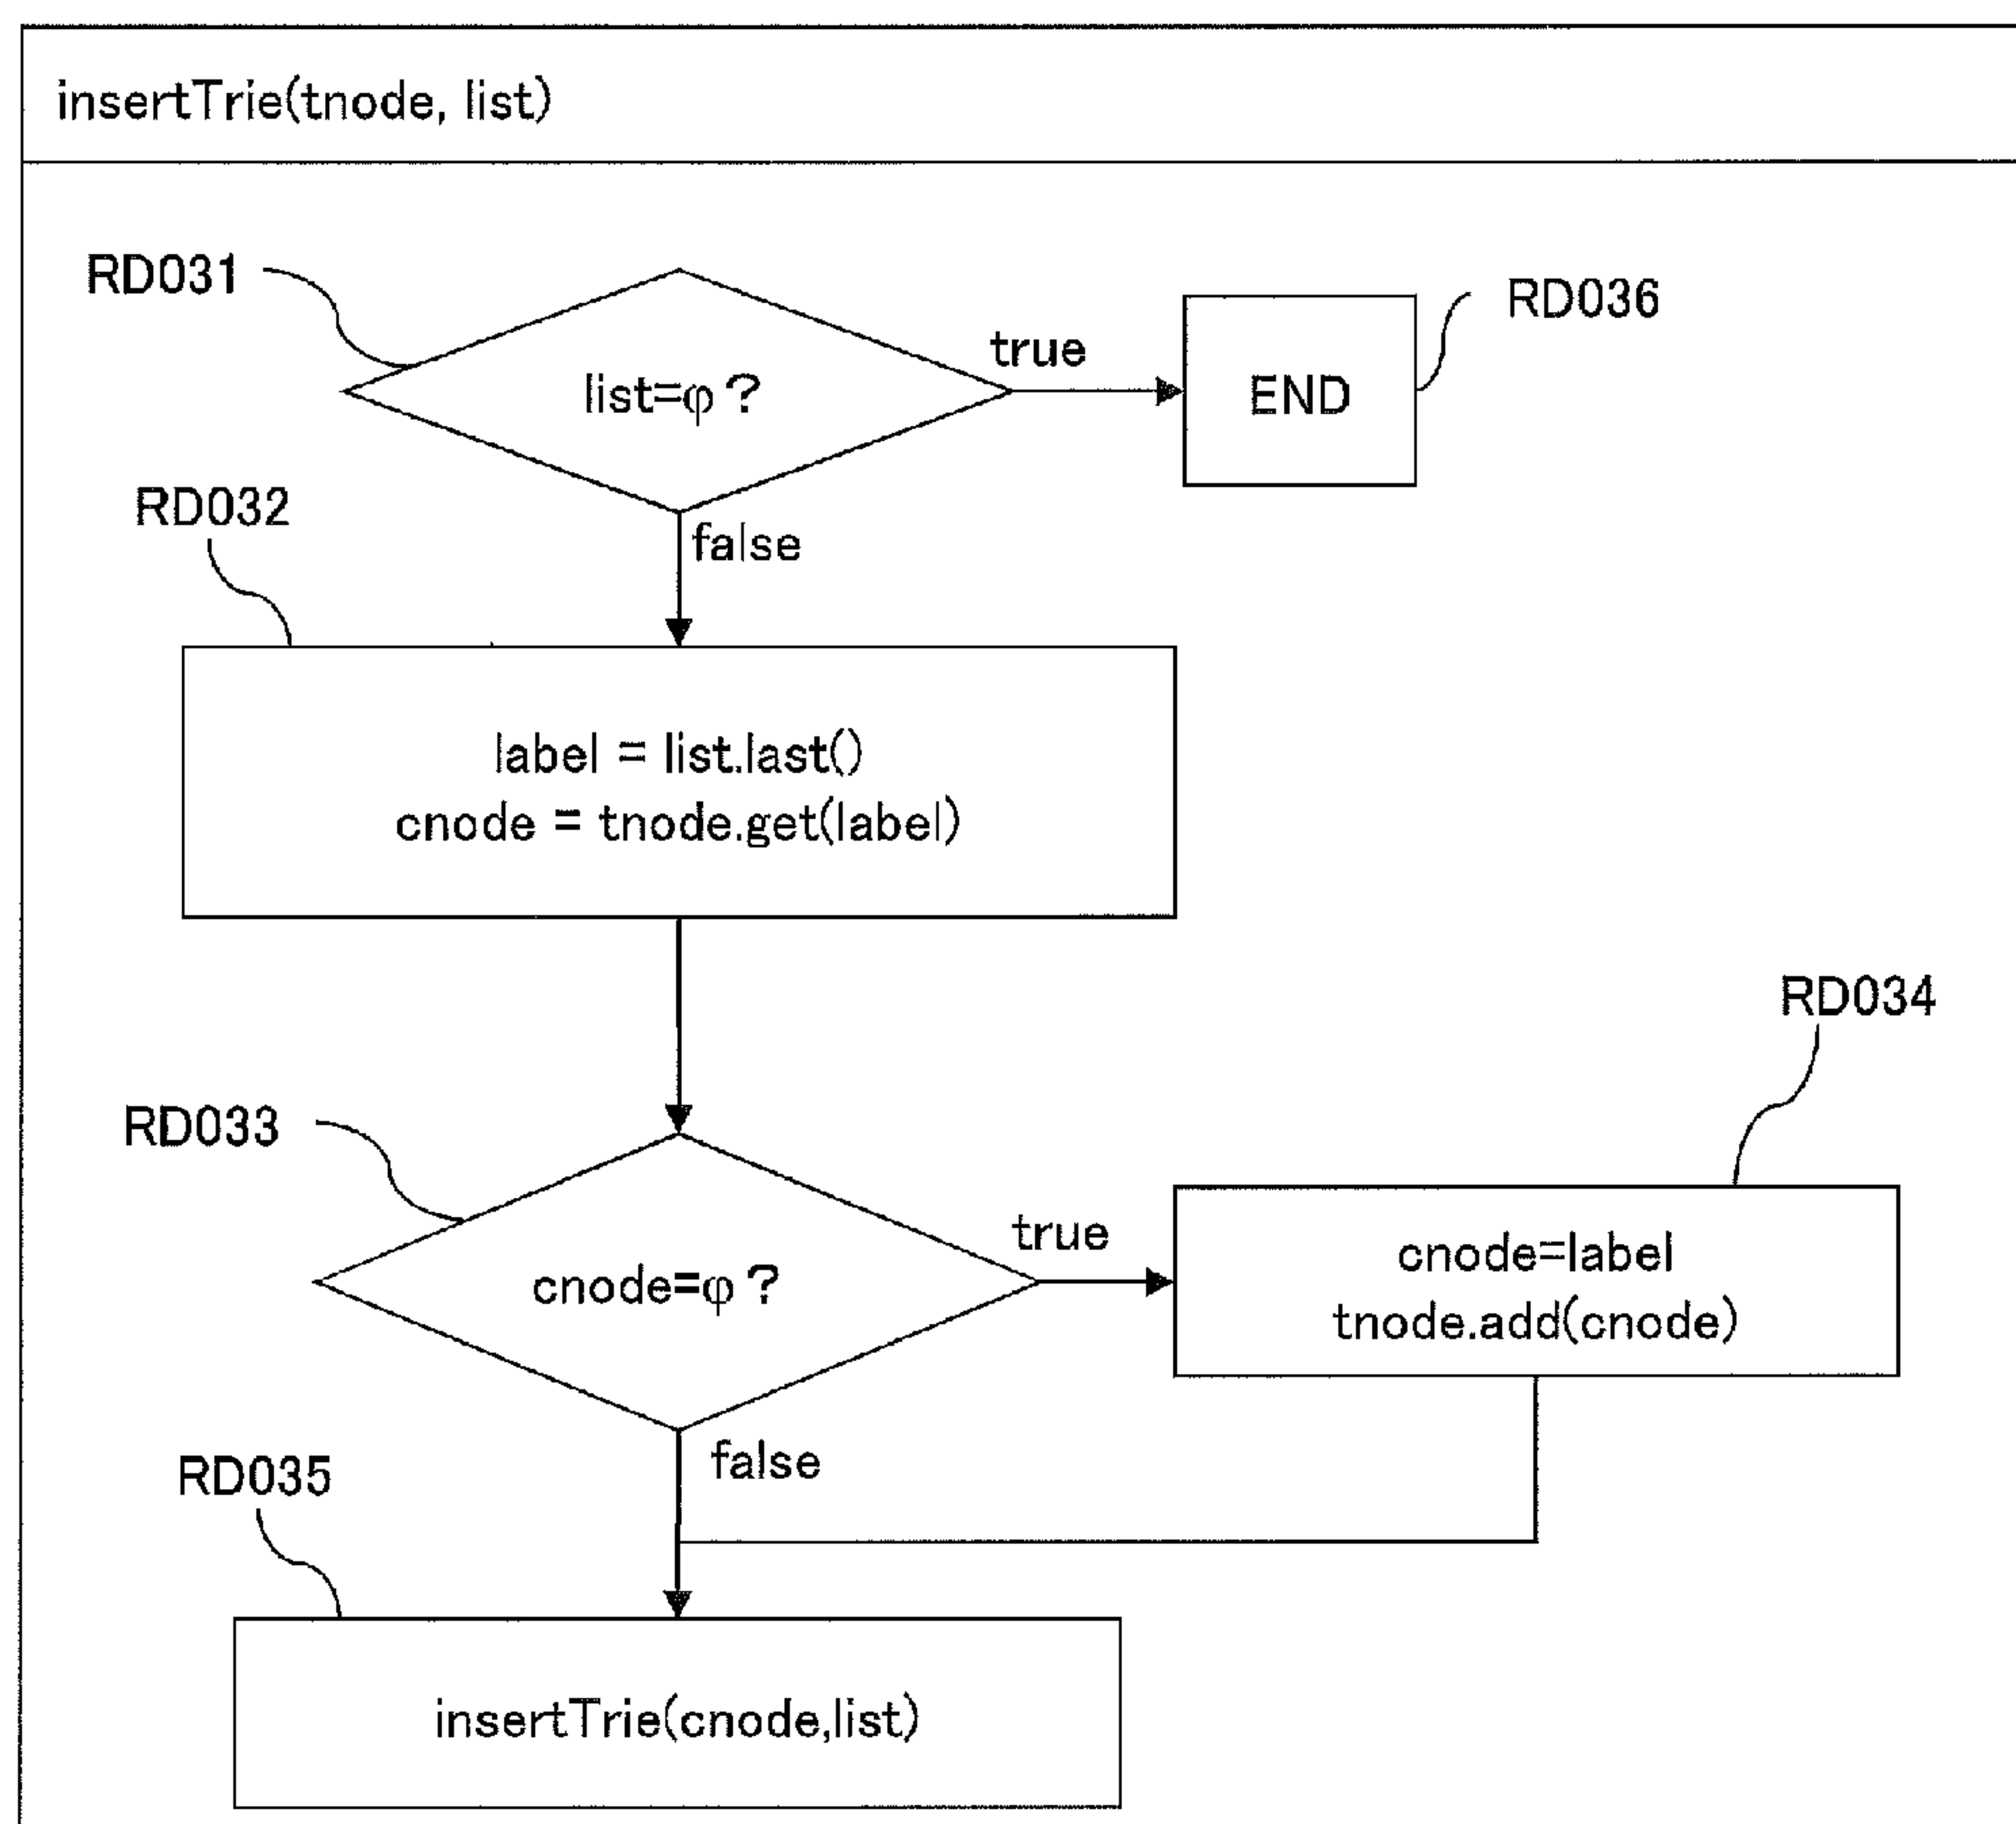 insertTrie(tnode, list)
RD031
list=φ ?
true
END
RD036
false
RD032
label = list.last()
cnode = tnode.get(label)
RD033
cnode=φ ?
true
RD034
cnode=label
tnode.add(cnode)
false
RD035
insertTrie(cnode,list)